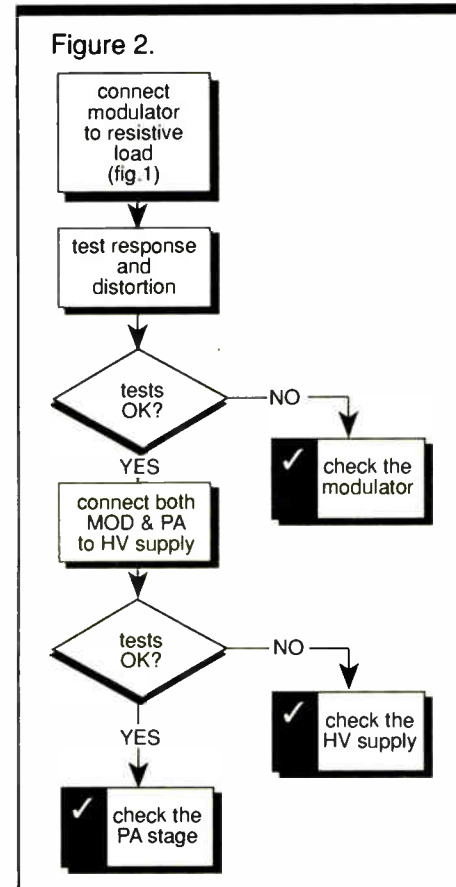 Figure 2.
connect
modulator
to resistive
load
(fig.1)
test response
and
distortion
tests
OK?
NO
check the
modulator
YES
connect both
MOD & PA
to HV supply
tests
OK?
NO
check the
HV supply
YES
check the
PA stage